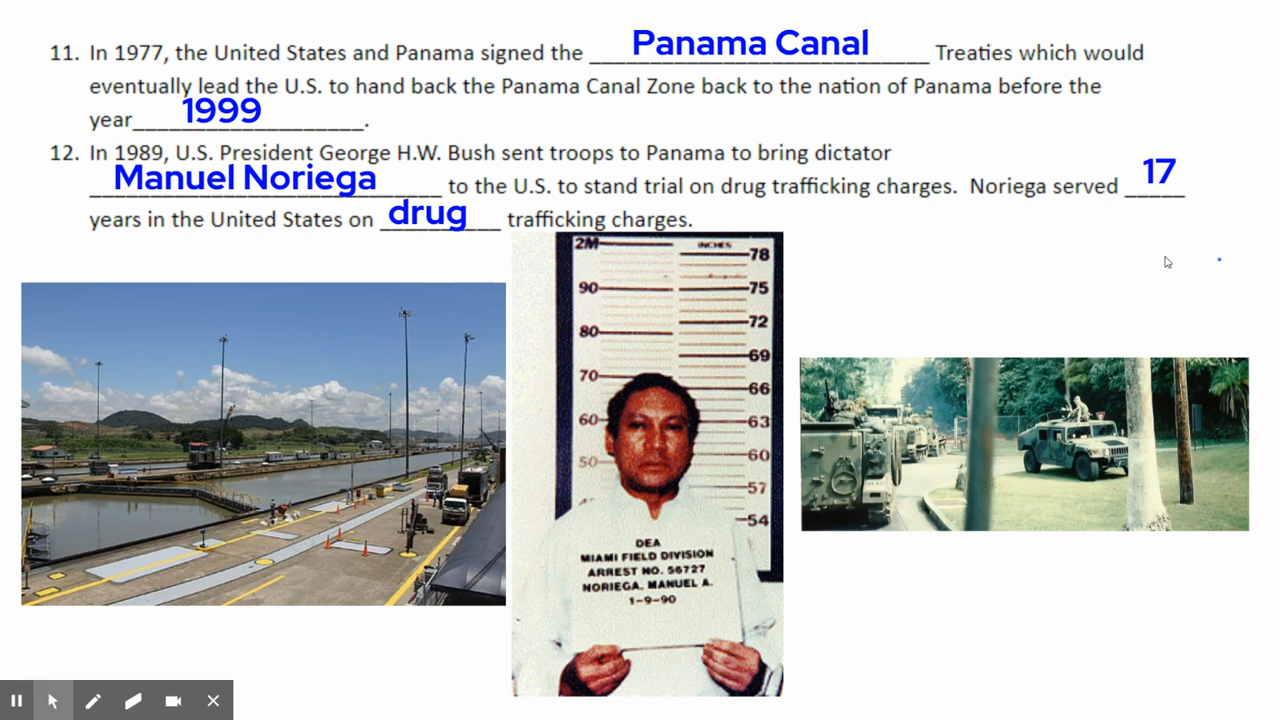 11. In 1977, the United States and Panama signed the Panama Canal Treaties which would
eventually lead the U.S. to hand back the Panama Canal Zone back to the nation of Panama before the
year 1999.
12. In 1989, U.S. President George H.W. Bush sent troops to Panama to bring dictator
Manuel Noriega to the U.S. to stand trial on drug trafficking charges. Noriega served 17
years in the United States on drug trafficking charges.
2M INCHES 78
90 75
80 72
69
70 66
60 63
50 60
57
54
DEA
MIAMI FIELD DIVISION
ARREST NO. 56727
NORIEGA, MANUEL A.
1-9-90